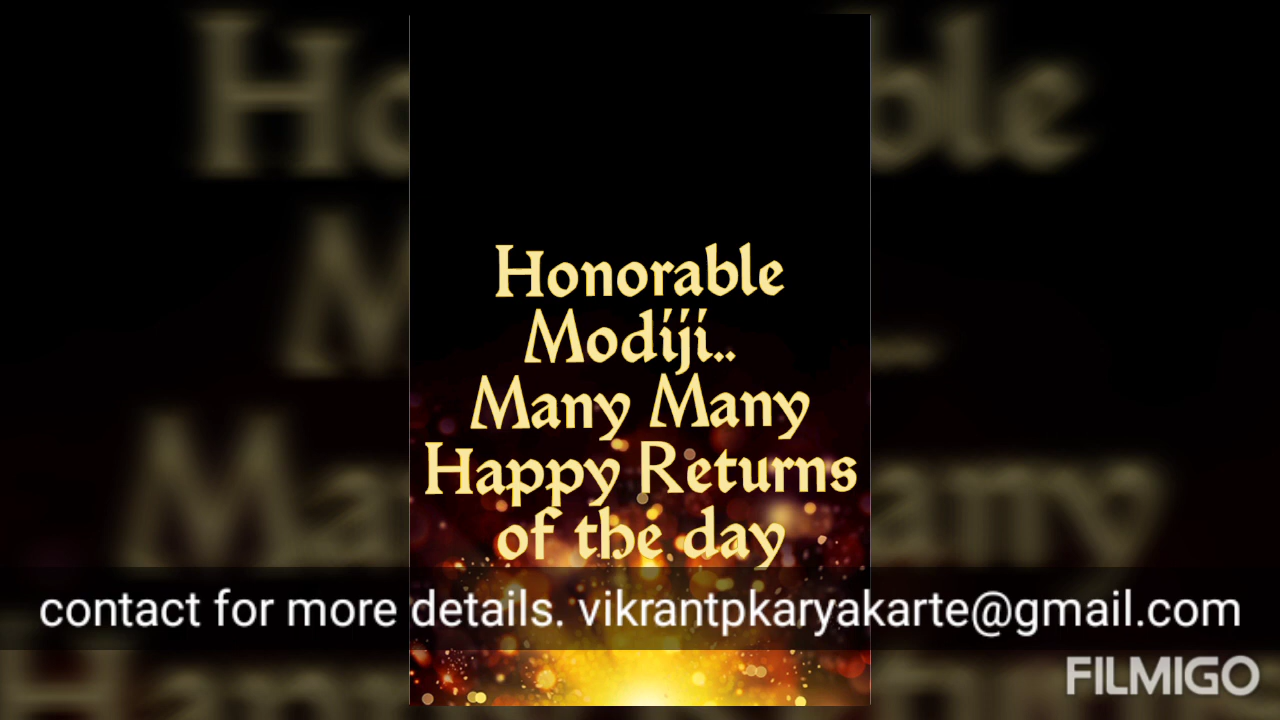 Honorable
Modiji..
Many Many
Happy Returns
of the day
contact for more details. vikrantpkaryakarte@gmail.com
FILMIGO